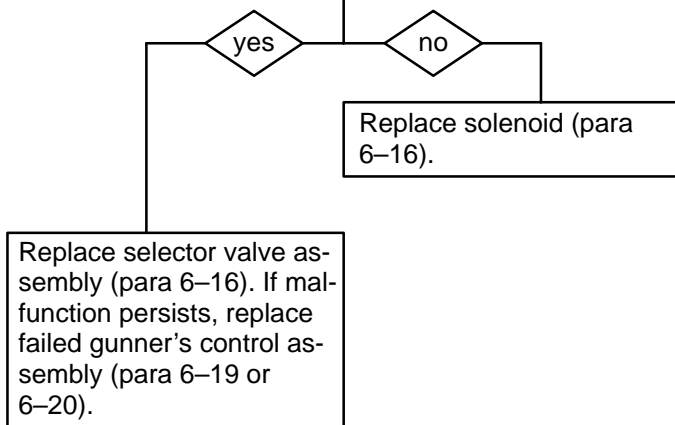 yes
no
Replace solenoid (para
6–16).
Replace selector valve as-
sembly (para 6–16). If mal-
function persists, replace
failed gunner’s control as-
sembly (para 6–19 or
6–20).